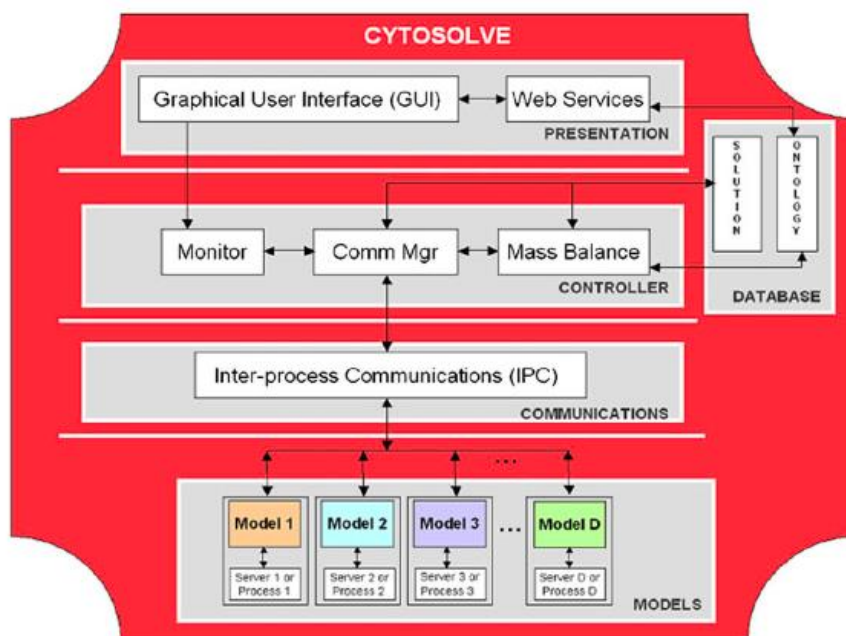 CYTOSOLVE
Graphical User Interface (GUI)
Web Services
PRESENTATION
SOLUTION
ONTOLOGY
DATABASE
Monitor
Comm Mgr
Mass Balance
CONTROLLER
Inter-process Communications (IPC)
COMMUNICATIONS
...
Model 1
Model 2
Model 3
...
Model D
Server 1 or
Process 1
Server 2 or
Process 2
Server 3 or
Process 3
Server D or
Process D
MODELS